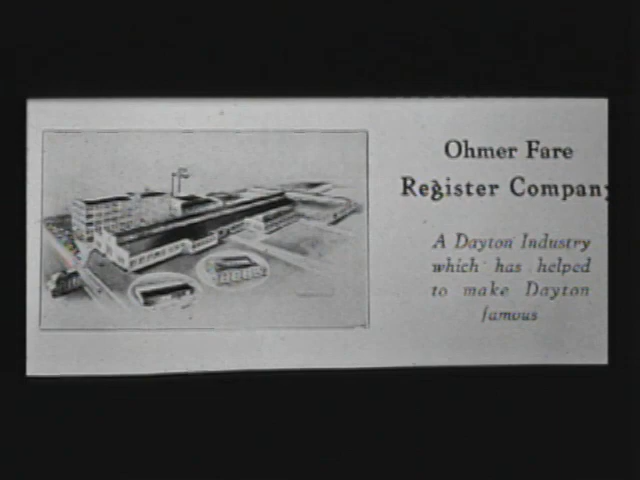 Ohmer Fare
Register Company
A Dayton Industry
which has helped
to make Dayton
famous